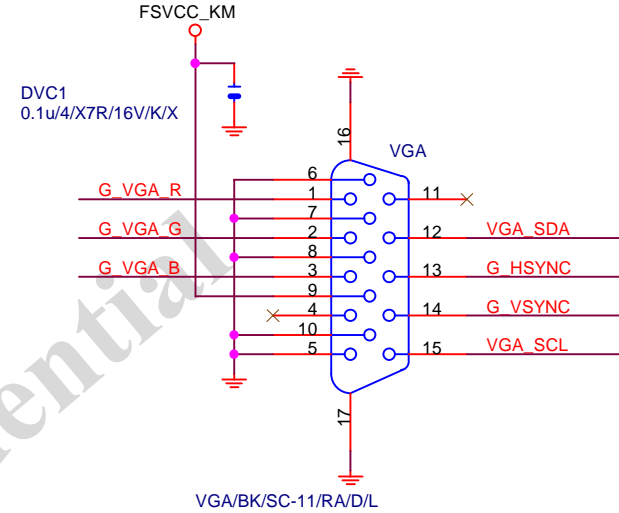 FSVCC_KM
DVC1
0.1u/4/X7R/16V/K/X
16
VGA
6
G_VGA_R
1
11
7
G_VGA_G
2
12
VGA_SDA
8
G_VGA_B
3
13
G_HSYNC
9
4
14
G_VSYNC
10
5
15
VGA_SCL
17
VGA/BK/SC-11/RA/D/L
ential